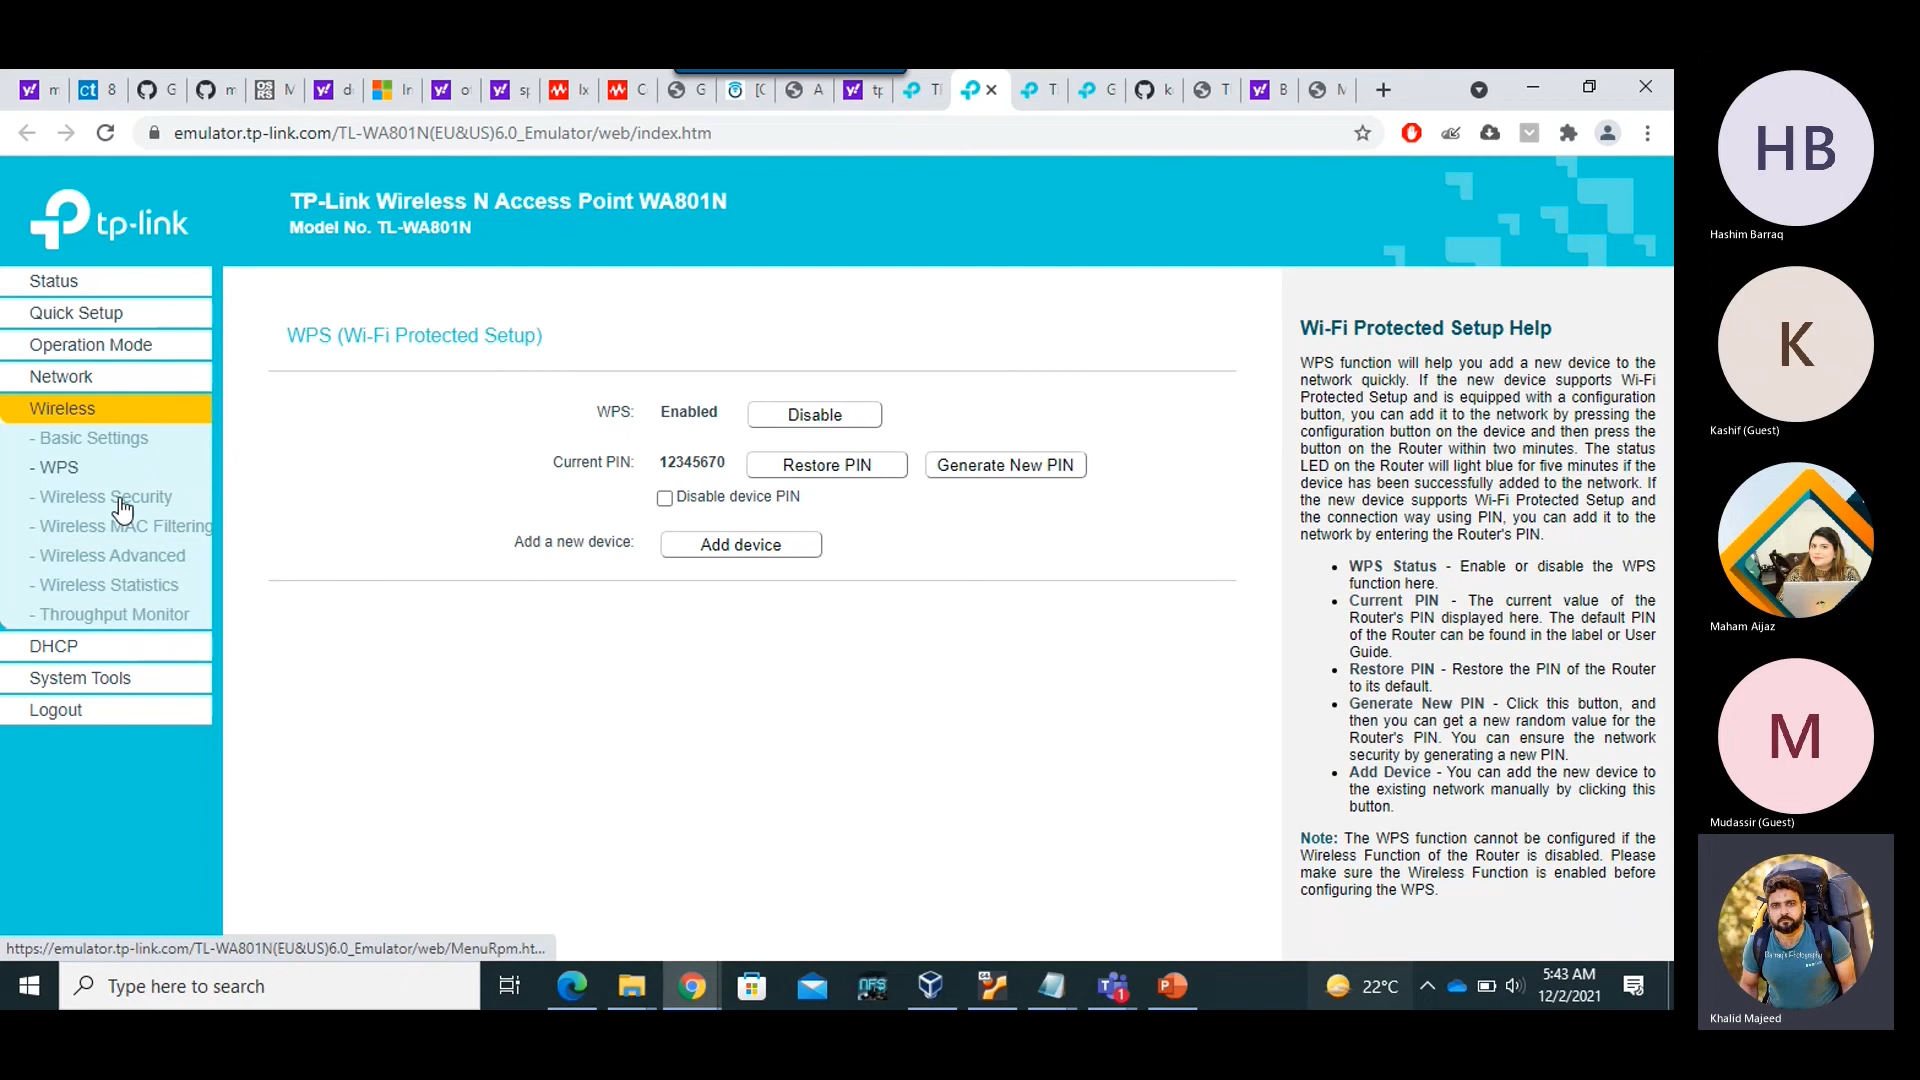 m
ct 8
G
m
OS RS M
d
In
o
sp
Ix
C
G
[C
A
tp
Tl
T
G
k
T
B
M
emulator.tp-link.com/TL-WA801N(EU&US)6.0_Emulator/web/index.htm
tp-link
TP-Link Wireless N Access Point WA801N
Model No. TL-WA801N
Status
Quick Setup
Operation Mode
Network
Wireless
- Basic Settings
- WPS
- Wireless Security
- Wireless MAC Filtering
- Wireless Advanced
- Wireless Statistics
- Throughput Monitor
DHCP
System Tools
Logout
WPS (Wi-Fi Protected Setup)
WPS: Enabled Disable
Current PIN: 12345670 Restore PIN Generate New PIN
Disable device PIN
Add a new device: Add device
Wi-Fi Protected Setup Help
WPS function will help you add a new device to the
network quickly. If the new device supports Wi-Fi
Protected Setup and is equipped with a configuration
button, you can add it to the network by pressing the
configuration button on the device and then press the
button on the Router within two minutes. The status
LED on the Router will light blue for five minutes if the
device has been successfully added to the network. If
the new device supports Wi-Fi Protected Setup and
the connection way using PIN, you can add it to the
network by entering the Router's PIN.
• WPS Status - Enable or disable the WPS
function here.
• Current PIN - The current value of the
Router's PIN displayed here. The default PIN
of the Router can be found in the label or User
Guide.
• Restore PIN - Restore the PIN of the Router
to its default.
• Generate New PIN - Click this button, and
then you can get a new random value for the
Router's PIN. You can ensure the network
security by generating a new PIN.
• Add Device - You can add the new device to
the existing network manually by clicking this
button.
Note: The WPS function cannot be configured if the
Wireless Function of the Router is disabled. Please
make sure the Wireless Function is enabled before
configuring the WPS.
https://emulator.tp-link.com/TL-WA801N(EU&US)6.0_Emulator/web/MenuRpm.ht...
Type here to search
NFS
64
1
22°C
5:43 AM
12/2/2021
HB
Hashim Barraq
K
Kashif (Guest)
Maham Aijaz
M
Mudassir (Guest)
Khalid Majeed